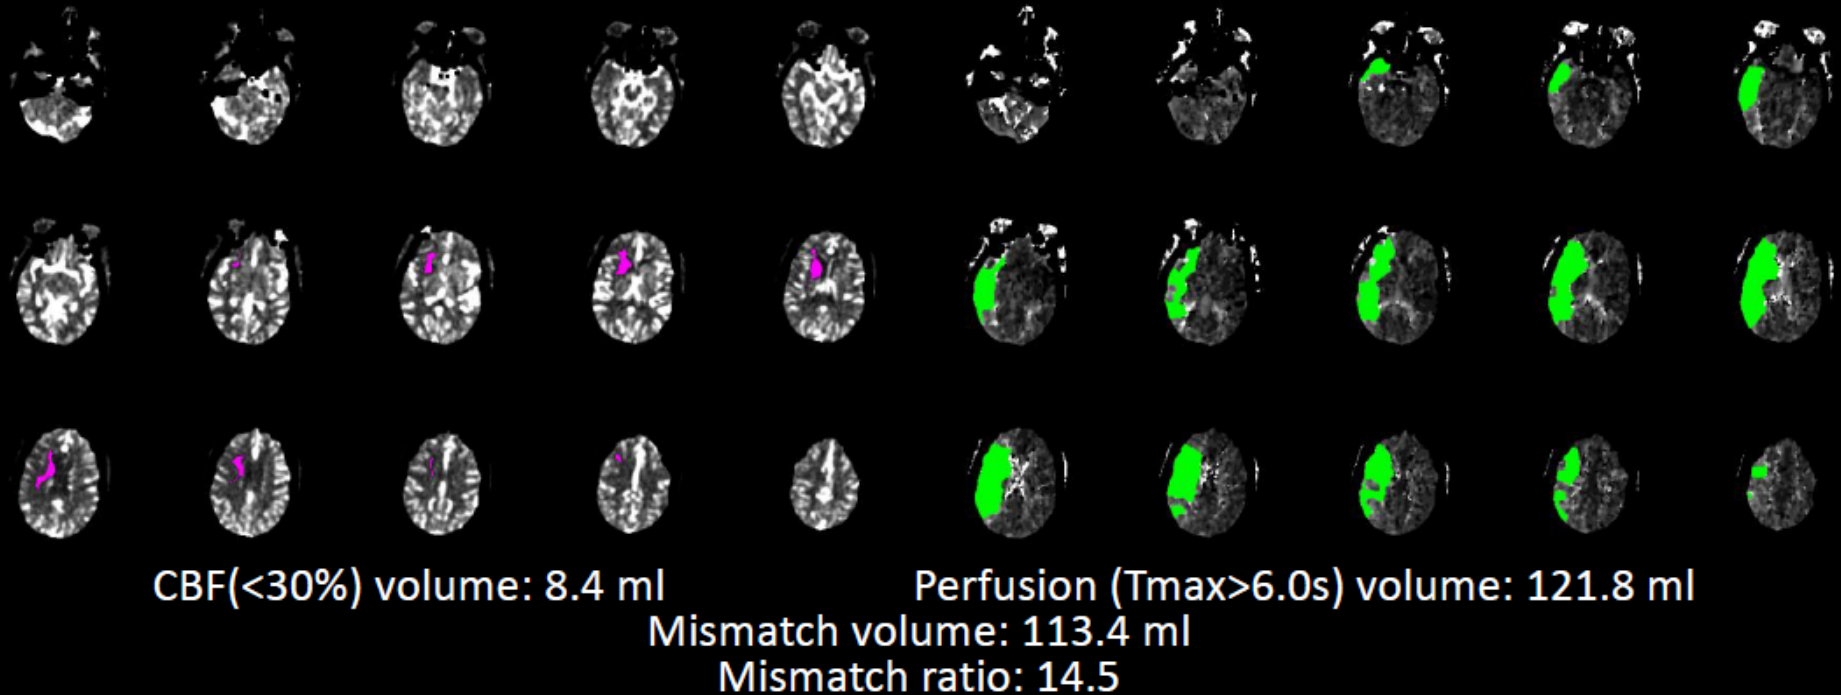 CBF(<30%) volume: 8.4 ml
Perfusion (Tmax>6.0s) volume: 121.8 ml
Mismatch volume: 113.4 ml
Mismatch ratio: 14.5